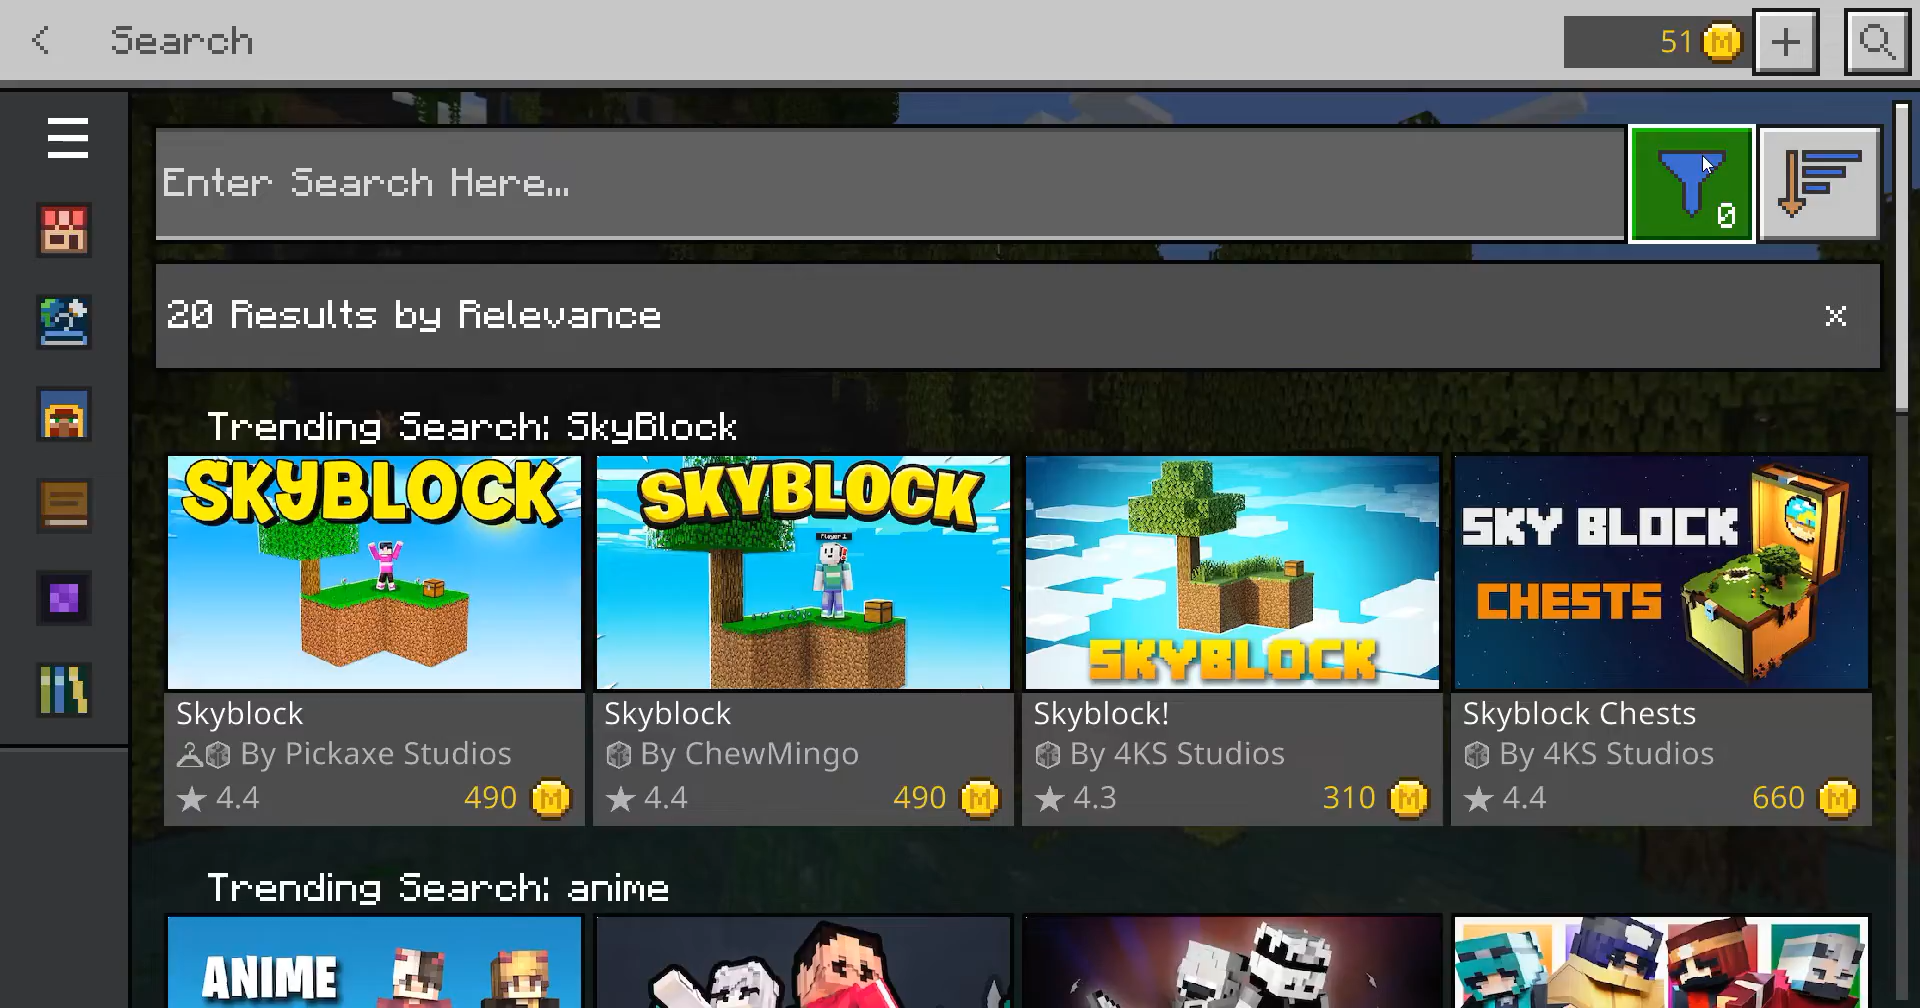 Search
51
Enter Search Here...
0
20 Results by Relevance
Trending Search: SkyBlock
SKYBLOCK
SKYBLOCK
Player 1
SKYBLOCK
SKY BLOCK
CHESTS
Skyblock
By Pickaxe Studios
4.4
490
Skyblock
By ChewMingo
4.4
490
Skyblock!
By 4KS Studios
4.3
310
Skyblock Chests
By 4KS Studios
4.4
660
Trending Search: anime
ANIME